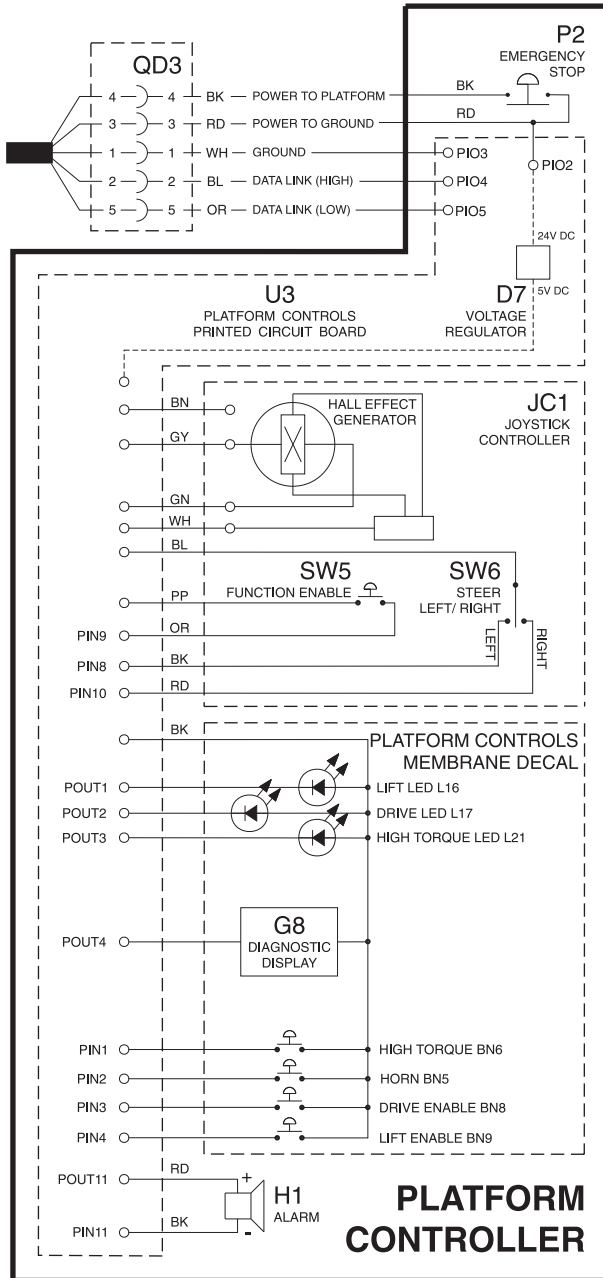 P2
EMERGENCY
STOP
QD3
4 4 BK POWER TO PLATFORM BK
3 3 RD POWER TO GROUND RD
1 1 WH GROUND PIO3
2 2 BL DATA LINK (HIGH) PIO4
5 5 OR DATA LINK (LOW) PIO5
PIO2
24V DC
5V DC
U3
PLATFORM CONTROLS
PRINTED CIRCUIT BOARD
D7
VOLTAGE
REGULATOR
JC1
JOYSTICK
CONTROLLER
HALL EFFECT
GENERATOR
BN
GY
GN
WH
BL
SW5
FUNCTION ENABLE
SW6
STEER
LEFT/ RIGHT
PP
PIN9 OR
PIN8 BK
PIN10 RD
LEFT
RIGHT
BK
PLATFORM CONTROLS
MEMBRANE DECAL
POUT1 LIFT LED L16
POUT2 DRIVE LED L17
POUT3 HIGH TORQUE LED L21
POUT4
G8
DIAGNOSTIC
DISPLAY
PIN1 HIGH TORQUE BN6
PIN2 HORN BN5
PIN3 DRIVE ENABLE BN8
PIN4 LIFT ENABLE BN9
POUT11 RD
+
H1
ALARM
PIN11 BK
-
PLATFORM
CONTROLLER